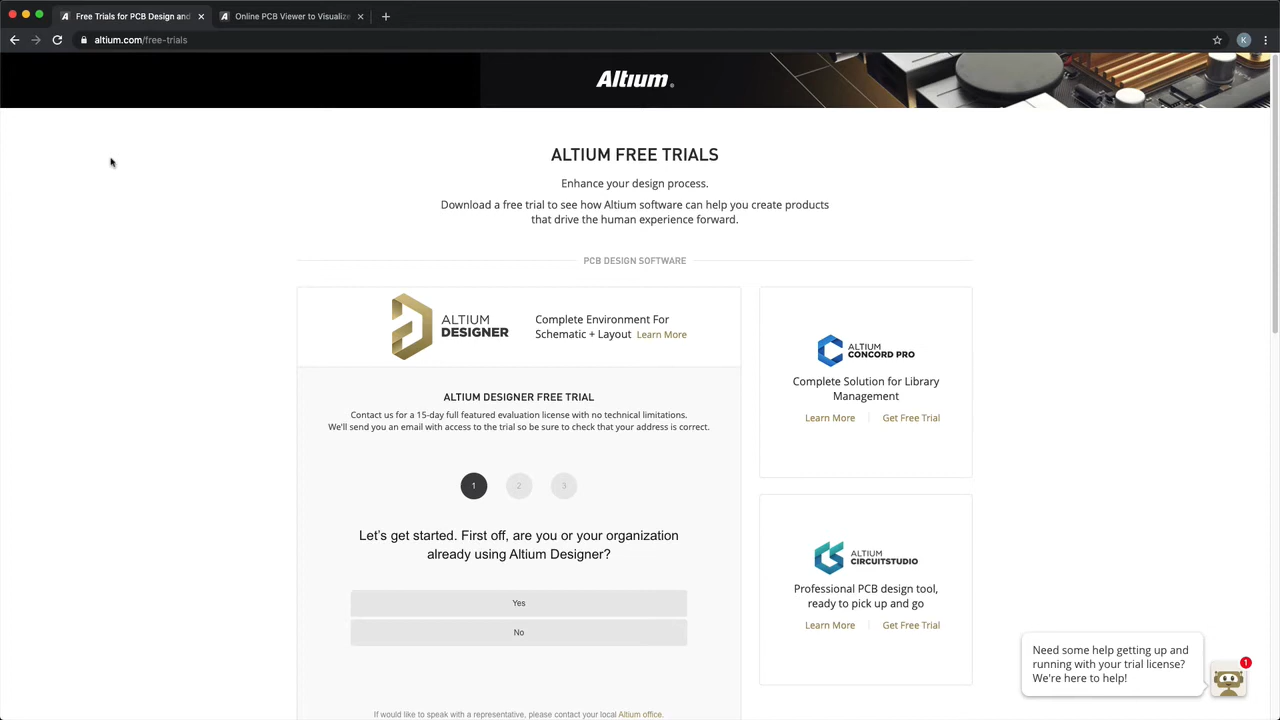 Free Trials for PCB Design and
Online PCB Viewer to Visualize
altium.com/free-trials
K
Altium
ALTIUM FREE TRIALS
Enhance your design process.
Download a free trial to see how Altium software can help you create products
that drive the human experience forward.
PCB DESIGN SOFTWARE
ALTIUM
DESIGNER
Complete Environment For
Schematic + Layout Learn More
ALTIUM DESIGNER FREE TRIAL
Contact us for a 15-day full featured evaluation license with no technical limitations.
We'll send you an email with access to the trial so be sure to check that your address is correct.
1 2 3
Let's get started. First off, are you or your organization
already using Altium Designer?
Yes
No
If would like to speak with a representative, please contact your local Altium office.
ALTIUM
CONCORD PRO
Complete Solution for Library
Management
Learn More Get Free Trial
ALTIUM
CIRCUITSTUDIO
Professional PCB design tool,
ready to pick up and go
Learn More Get Free Trial
Need some help getting up and
running with your trial license?
We're here to help!
1